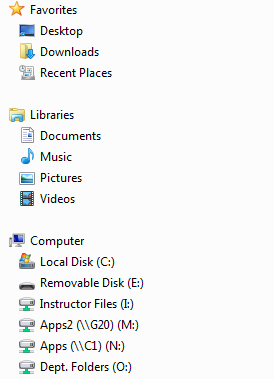 Favorites
Desktop
Downloads
Recent Places
Libraries
Documents
Music
Pictures
Videos
Computer
Local Disk (C:)
Removable Disk (E:)
Instructor Files (I:)
Apps2 (\\G20) (M:)
Apps (\\C1) (N:)
Dept. Folders (O:)